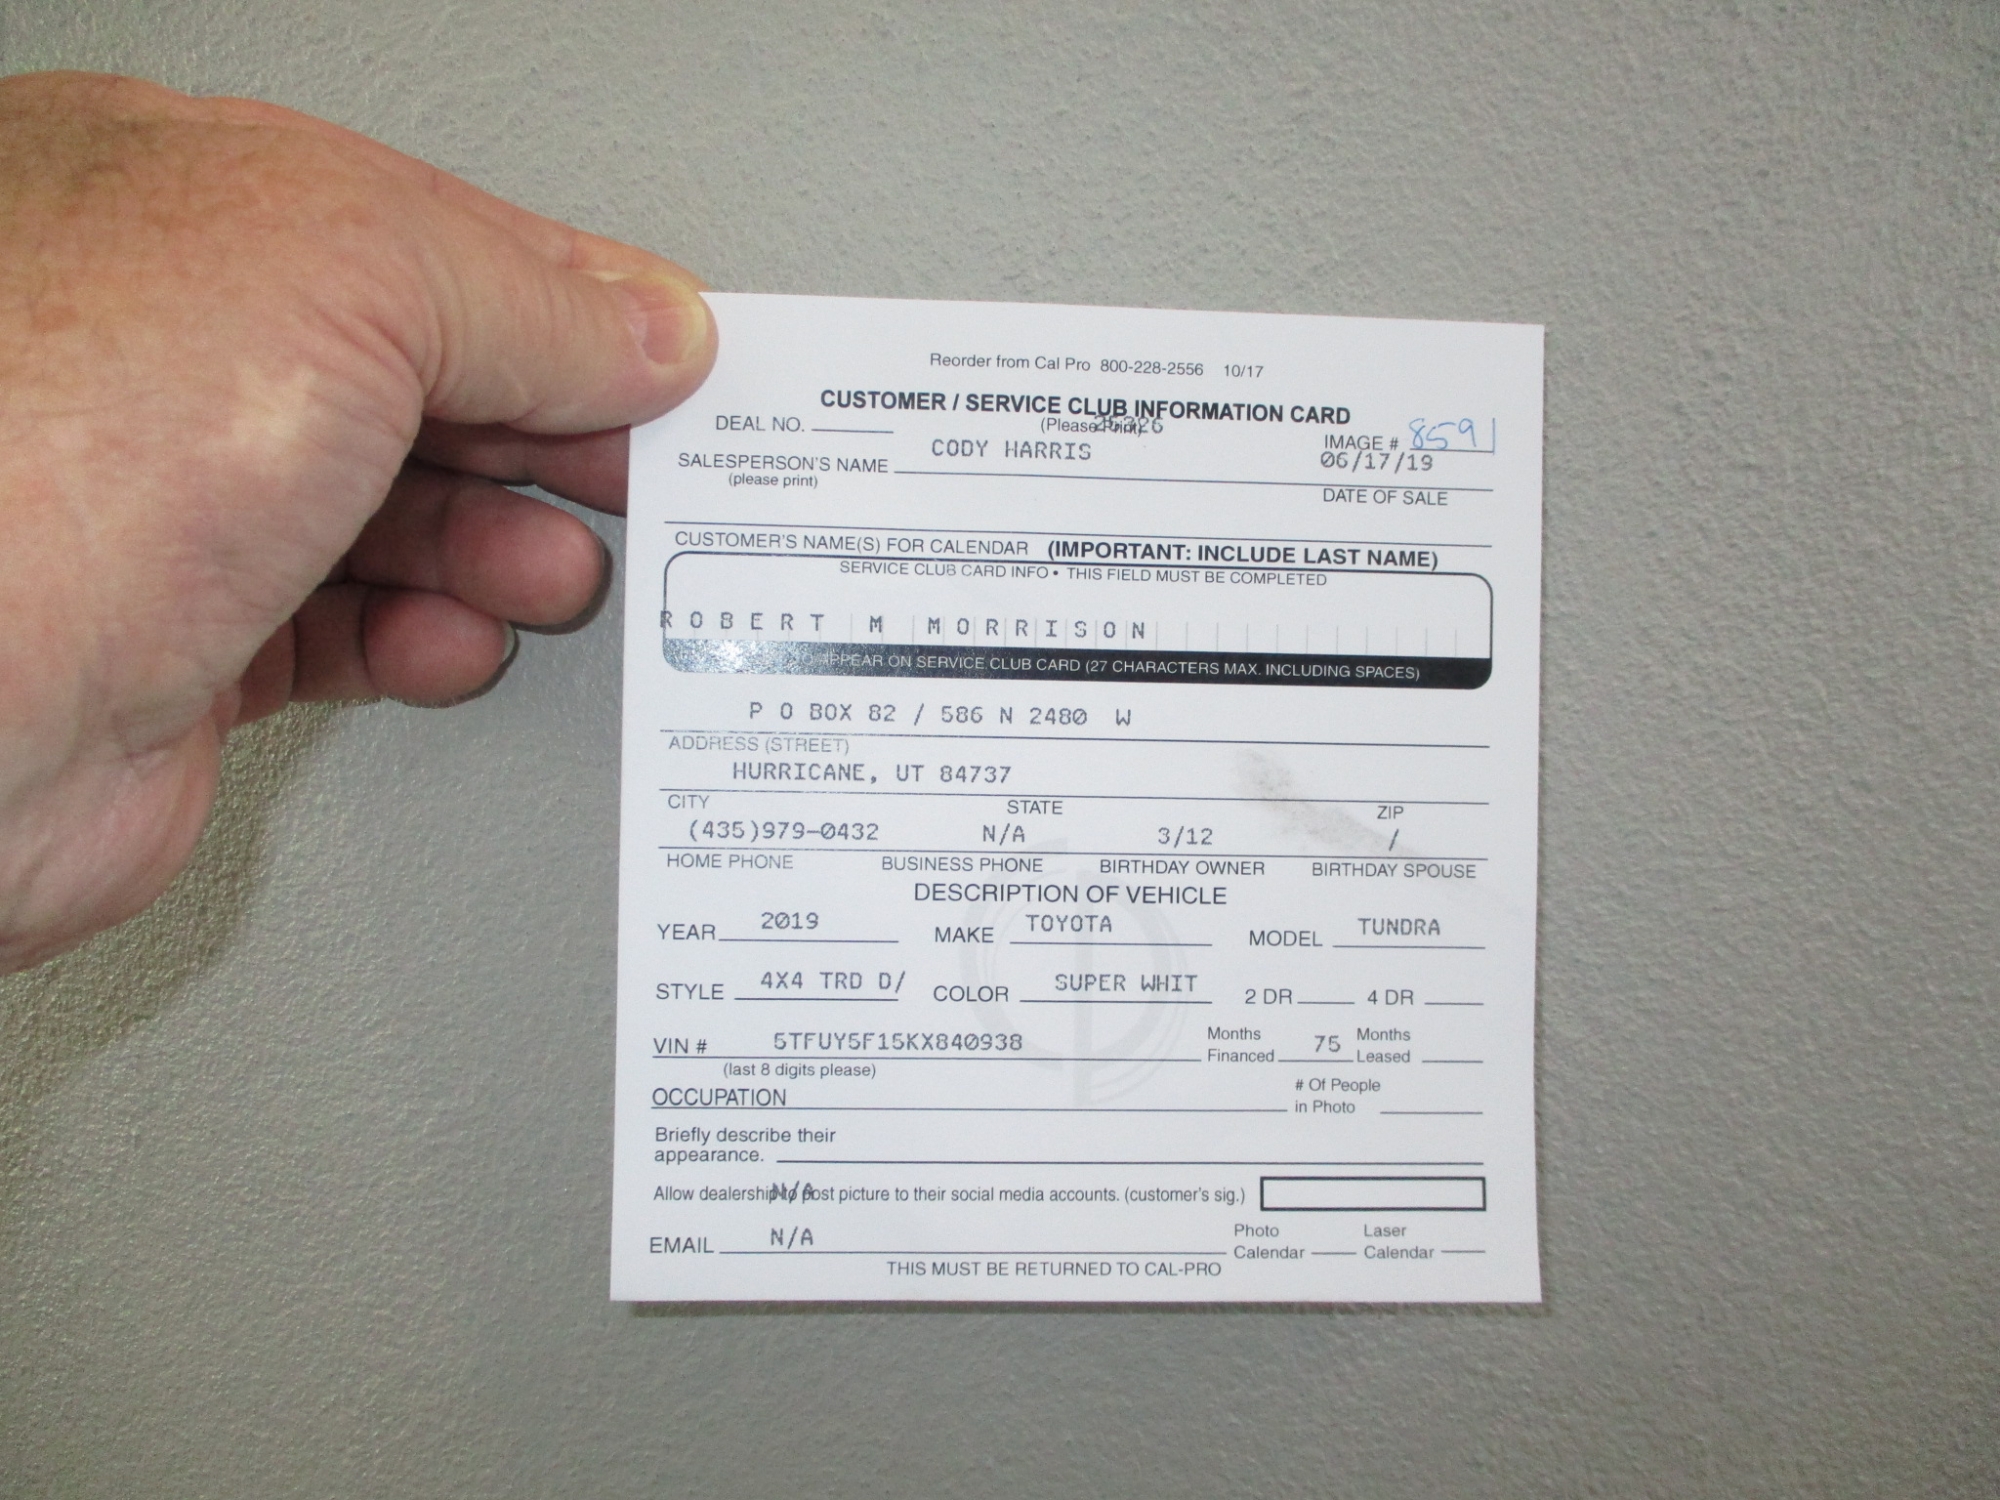 Reorder from Cal Pro 800-228-2556 10/17
CUSTOMER / SERVICE CLUB INFORMATION CARD
DEAL NO. (Please Print) IMAGE # 8591
CODY HARRIS 06/17/19
SALESPERSON'S NAME
(please print) DATE OF SALE
CUSTOMER'S NAME(S) FOR CALENDAR (IMPORTANT: INCLUDE LAST NAME)
SERVICE CLUB CARD INFO • THIS FIELD MUST BE COMPLETED
ROBERT M MORRISON
APPEAR ON SERVICE CLUB CARD (27 CHARACTERS MAX. INCLUDING SPACES)
P O BOX 82 / 586 N 2480 W
ADDRESS (STREET)
HURRICANE, UT 84737
CITY STATE ZIP
(435)979-0432 N/A 3/12 /
HOME PHONE BUSINESS PHONE BIRTHDAY OWNER BIRTHDAY SPOUSE
DESCRIPTION OF VEHICLE
YEAR 2019 MAKE TOYOTA MODEL TUNDRA
STYLE 4X4 TRD D/ COLOR SUPER WHIT 2 DR 4 DR
VIN # 5TFUY5F15KX840938 Months Financed 75 Months Leased
(last 8 digits please)
OCCUPATION # Of People in Photo
Briefly describe their
appearance.
N/A
Allow dealership to post picture to their social media accounts. (customer's sig.)
EMAIL N/A Photo Calendar Laser Calendar
THIS MUST BE RETURNED TO CAL-PRO